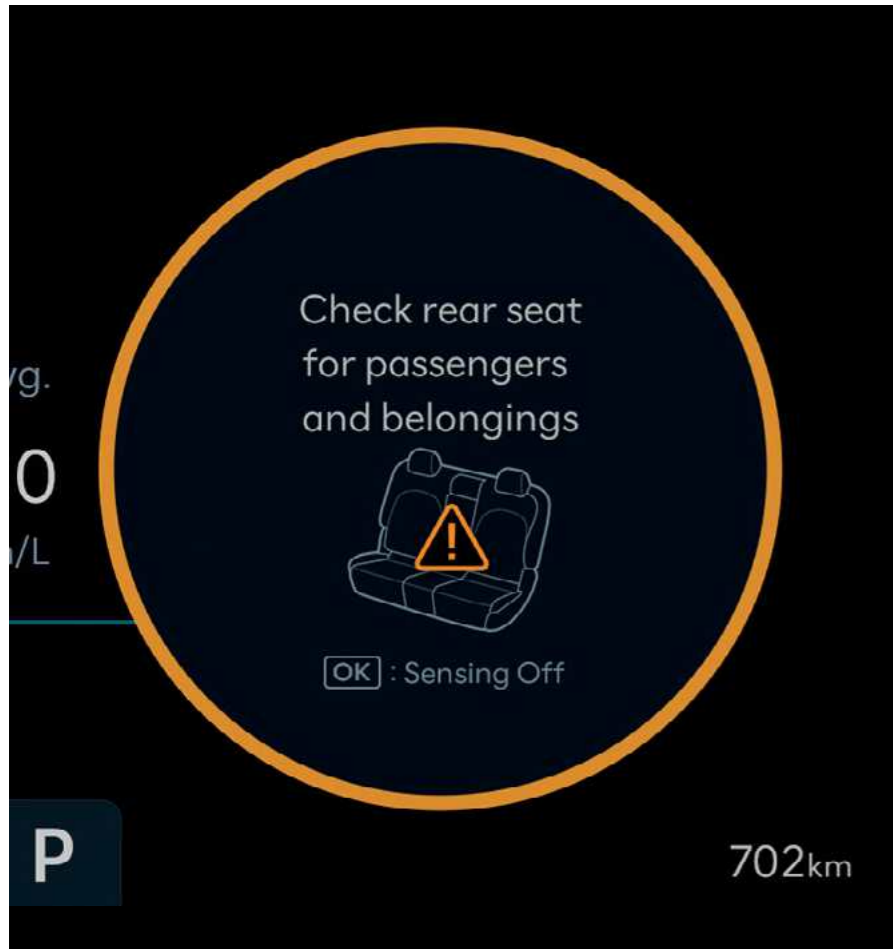 Check rear seat
for passengers
and belongings
OK : Sensing Off
vg.
0
/L
P
702km